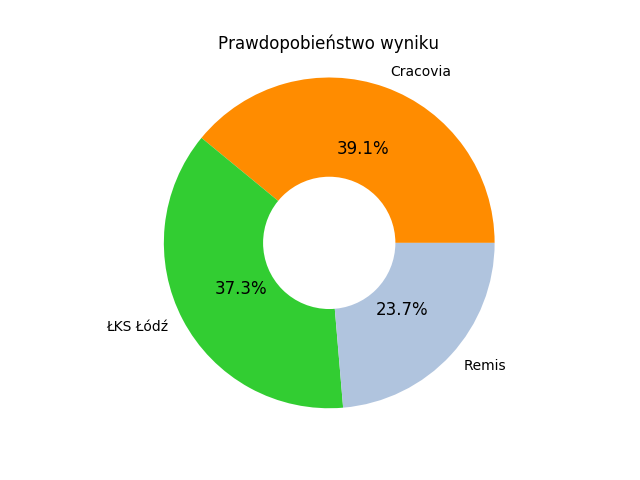 Prawdopobieństwo wyniku
Cracovia
39.1%
37.3%
23.7%
ŁKS Łódź
Remis